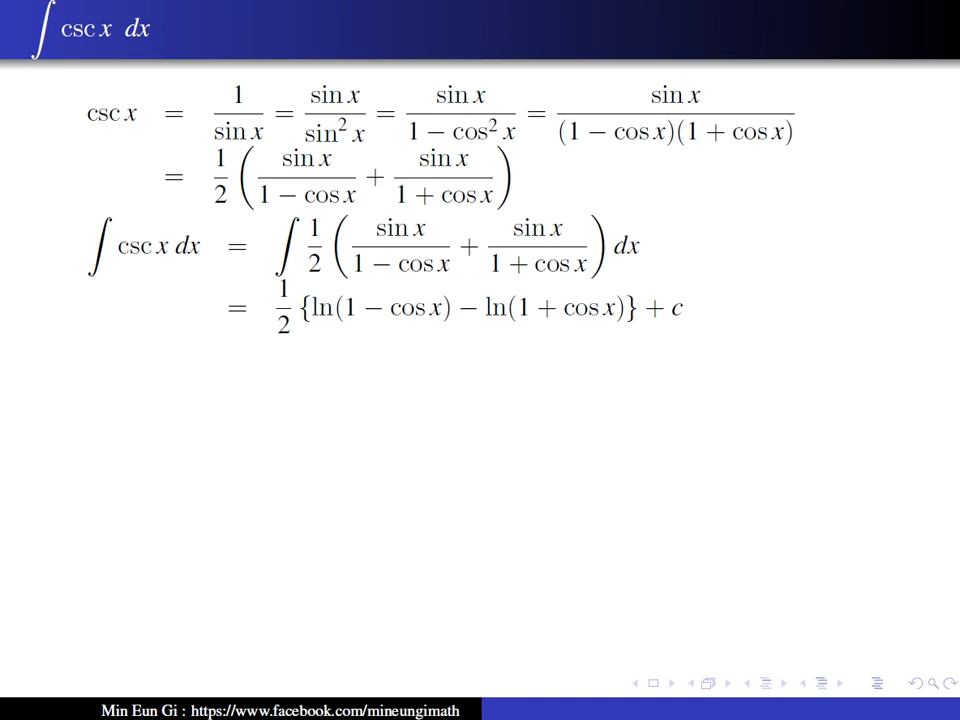 ∫ csc x dx
csc x = 1/sin x = sin x/sin² x = sin x/(1 − cos² x) = sin x/((1 − cos x)(1 + cos x))
= 1/2 (sin x/(1 − cos x) + sin x/(1 + cos x))
∫ csc x dx = ∫ 1/2 (sin x/(1 − cos x) + sin x/(1 + cos x)) dx
= 1/2 {ln(1 − cos x) − ln(1 + cos x)} + c
Min Eun Gi : https://www.facebook.com/mineungimath